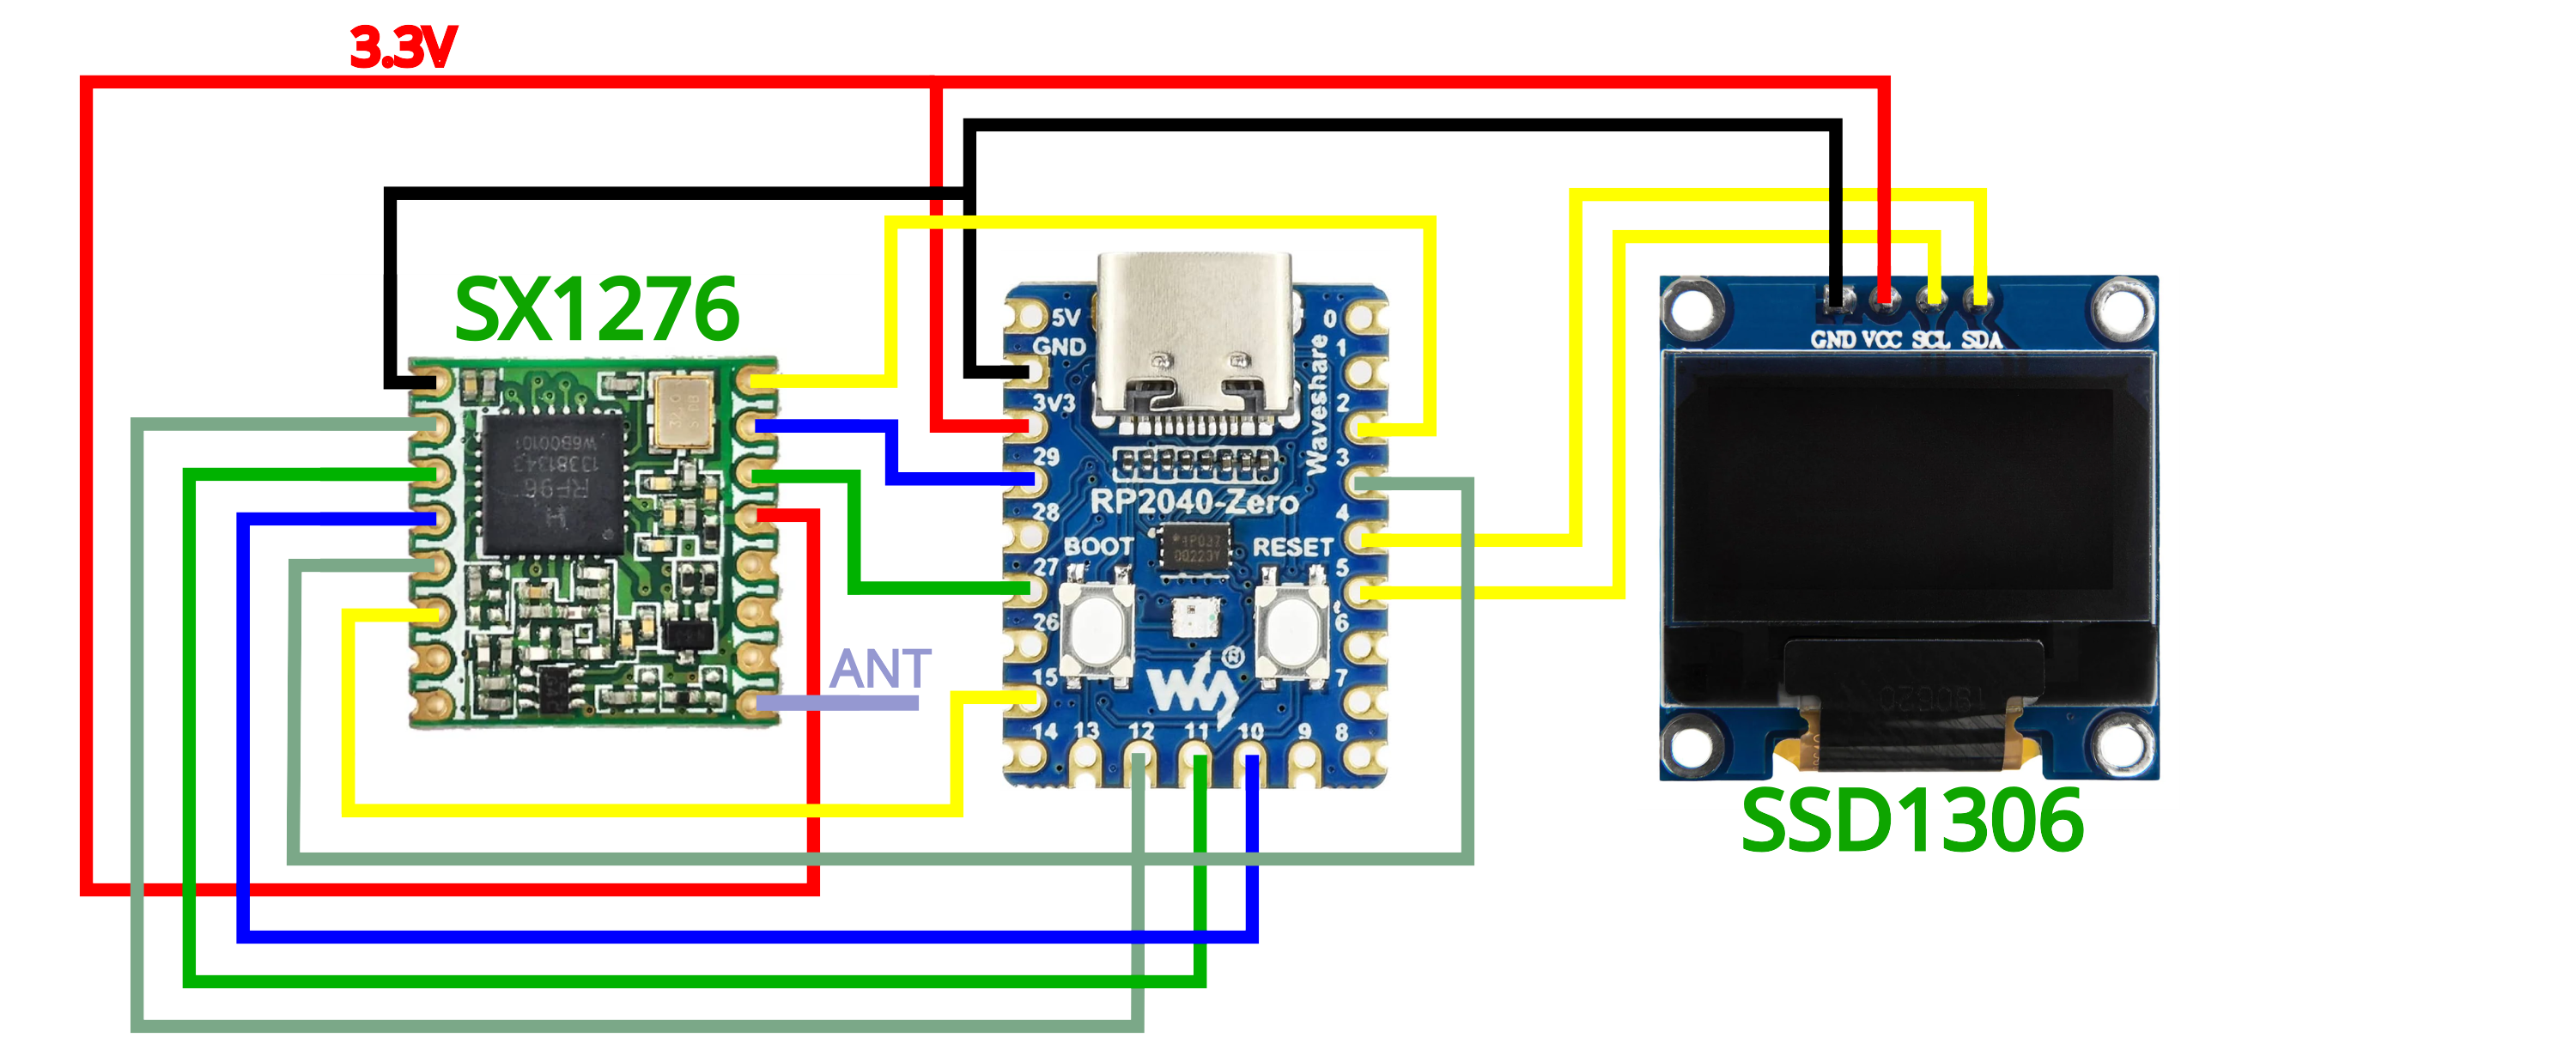 3.3V
SX1276
5V
GND
3V3
29
28
27
26
15
14
13
12
11
10
9
8
0
1
2
3
4
5
6
7
Waveshare
RP2040-Zero
BOOT
RESET
®
ANT
RF96
GND VCC SCL SDA
SSD1306